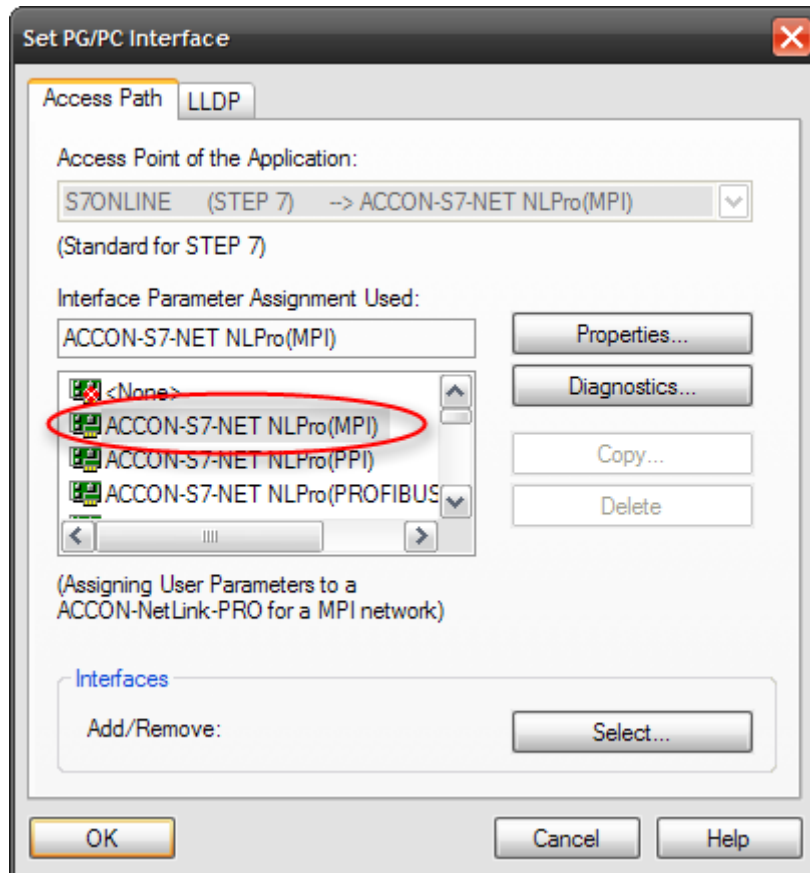 Set PG/PC Interface
Access Path
LLDP
Access Point of the Application:
S7ONLINE (STEP 7) --> ACCON-S7-NET NLPro(MPI)
(Standard for STEP 7)
Interface Parameter Assignment Used:
ACCON-S7-NET NLPro(MPI)
Properties...
<None>
Diagnostics...
ACCON-S7-NET NLPro(MPI)
ACCON-S7-NET NLPro(PPI)
Copy...
ACCON-S7-NET NLPro(PROFIBUS
Delete
(Assigning User Parameters to a
ACCON-NetLink-PRO for a MPI network)
Interfaces
Add/Remove:
Select...
OK
Cancel
Help